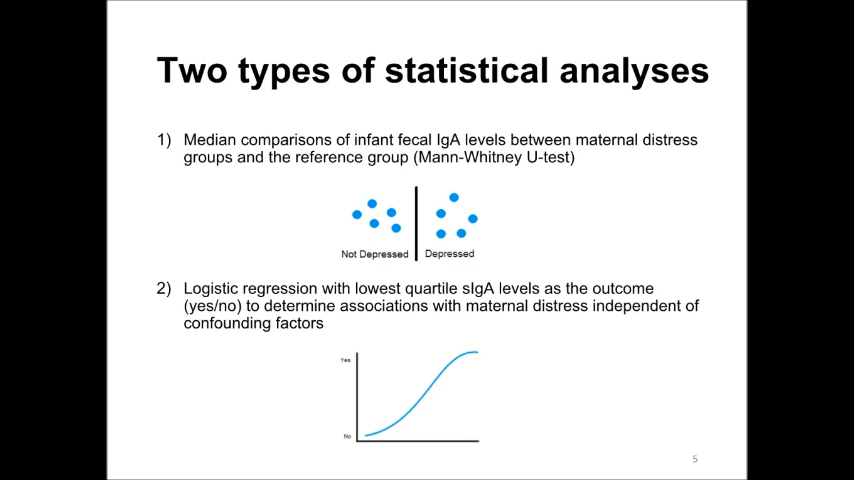 Two types of statistical analyses
1) Median comparisons of infant fecal IgA levels between maternal distress
groups and the reference group (Mann-Whitney U-test)
Not Depressed Depressed
2) Logistic regression with lowest quartile sIgA levels as the outcome
(yes/no) to determine associations with maternal distress independent of
confounding factors
Yes
No
5